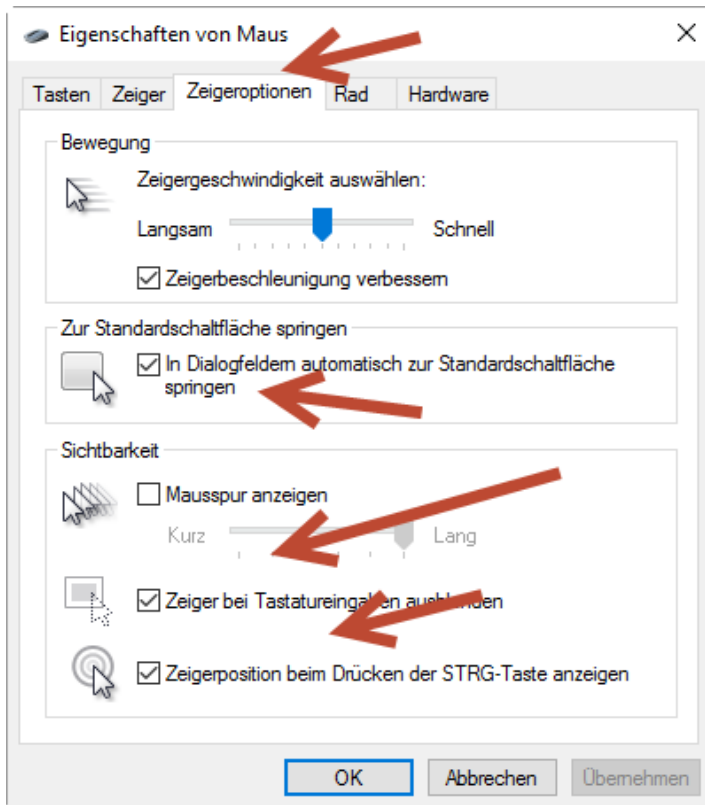 Eigenschaften von Maus
Tasten Zeiger Zeigeroptionen Rad Hardware
Bewegung
Zeigergeschwindigkeit auswählen:
Langsam Schnell
Zeigerbeschleunigung verbessern
Zur Standardschaltfläche springen
In Dialogfeldern automatisch zur Standardschaltfläche
springen
Sichtbarkeit
Mausspur anzeigen
Kurz Lang
Zeiger bei Tastatureingaben ausblenden
Zeigerposition beim Drücken der STRG-Taste anzeigen
OK Abbrechen Übernehmen